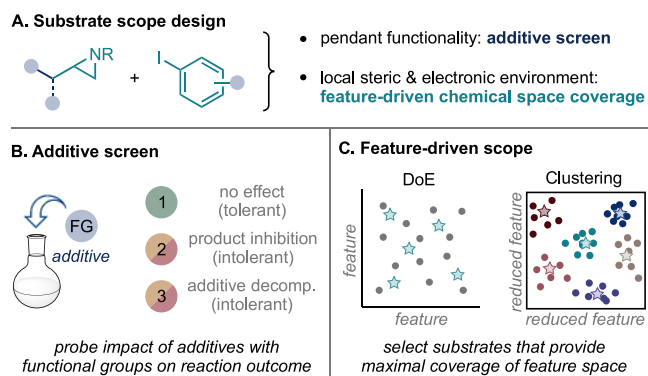 A. Substrate scope design
NR
I
+
• pendant functionality: additive screen
• local steric & electronic environment:
feature-driven chemical space coverage
B. Additive screen
FG
additive
1
no effect
(tolerant)
2
product inhibition
(intolerant)
3
additive decomp.
(intolerant)
probe impact of additives with
functional groups on reaction outcome
C. Feature-driven scope
DoE
feature
feature
Clustering
reduced feature
reduced feature
select substrates that provide
maximal coverage of feature space